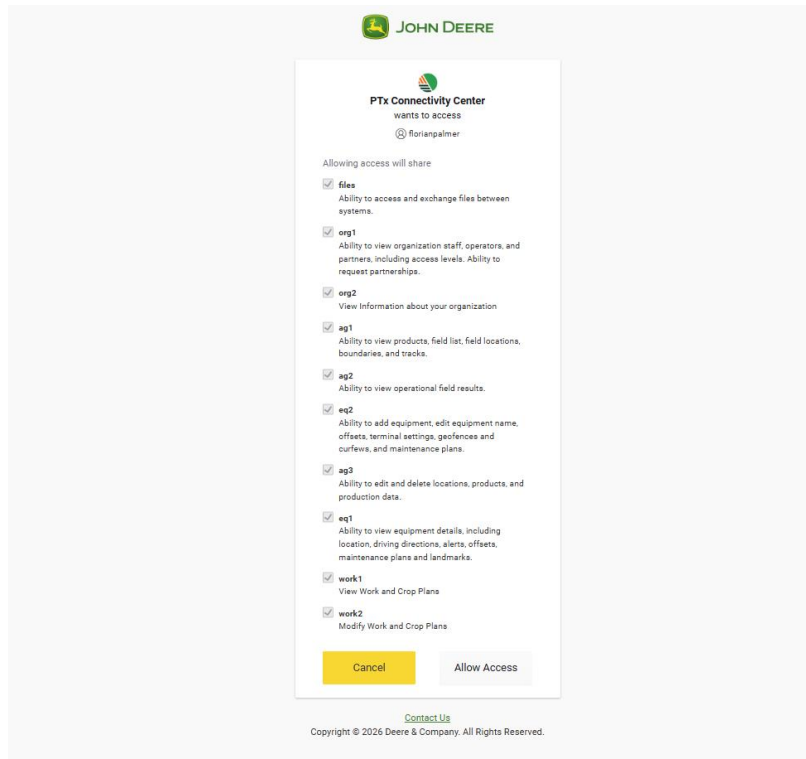 JOHN DEERE
PTx Connectivity Center
wants to access
florianpalmer
Allowing access will share
files
Ability to access and exchange files between
systems.
org1
Ability to view organization staff, operators, and
partners, including access levels. Ability to
request partnerships.
org2
View Information about your organization
ag1
Ability to view products, field list, field locations,
boundaries, and tracks.
ag2
Ability to view operational field results.
eq2
Ability to add equipment, edit equipment name,
offsets, terminal settings, geofences and
curfews, and maintenance plans.
ag3
Ability to edit and delete locations, products, and
production data.
eq1
Ability to view equipment details, including
location, driving directions, alerts, offsets,
maintenance plans and landmarks.
work1
View Work and Crop Plans
work2
Modify Work and Crop Plans
Cancel Allow Access
Contact Us
Copyright © 2026 Deere & Company. All Rights Reserved.